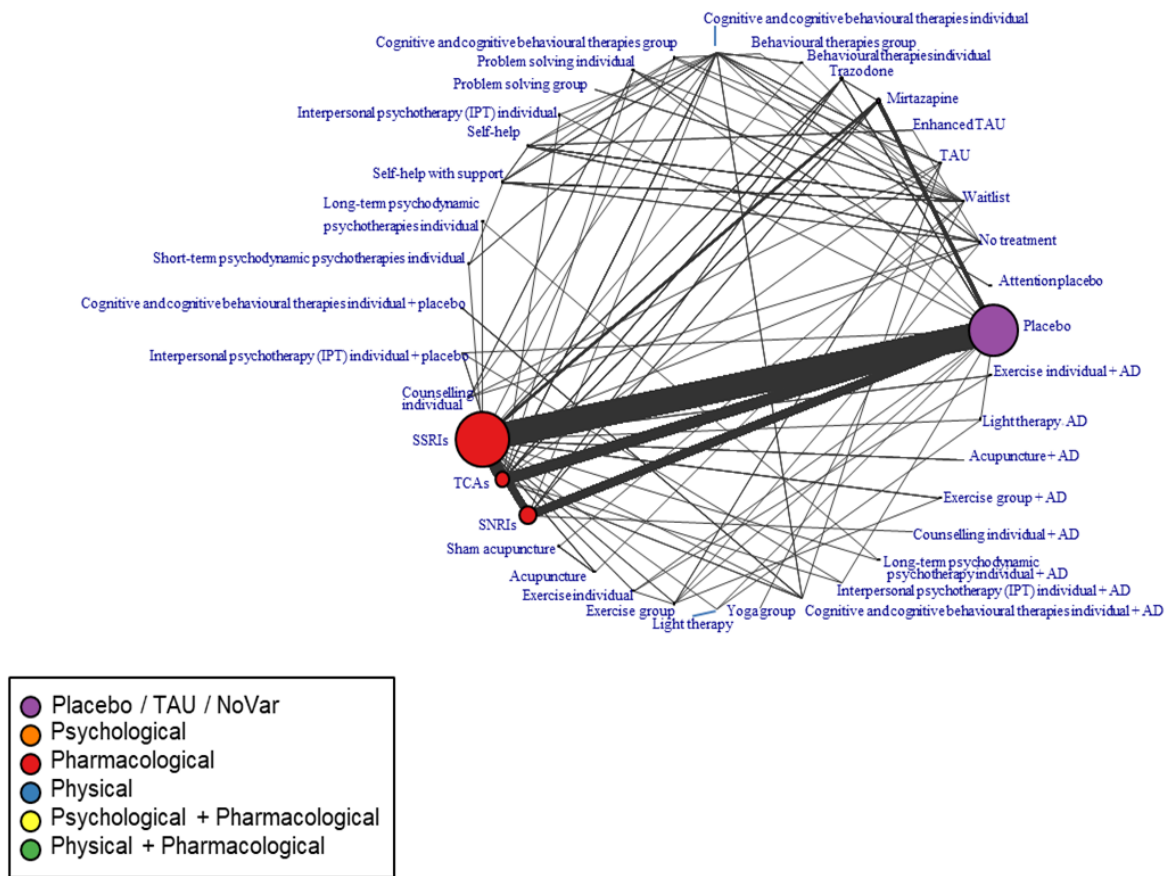 Cognitive and cognitive behavioural therapies individual
Cognitive and cognitive behavioural therapies group
Behavioural therapies group
Problem solving individual
Behavioural therapies individual
Trazodone
Problem solving group
Mirtazapine
Interpersonal psychotherapy (IPT) individual
Enhanced TAU
Self-help
TAU
Self-help with support
Waitlist
Long-term psychodynamic
psychotherapies individual
No treatment
Short-term psychodynamic psychotherapies individual
Attention placebo
Cognitive and cognitive behavioural therapies individual + placebo
Placebo
Interpersonal psychotherapy (IPT) individual + placebo
Exercise individual + AD
Counselling
individual
Light therapy. AD
SSRIs
Acupuncture + AD
TCAs
Exercise group + AD
SNRIs
Counselling individual + AD
Sham acupuncture
Long-term psychodynamic
psychotherapy individual + AD
Acupuncture
Interpersonal psychotherapy (IPT) individual + AD
Exercise individual
Exercise group
Yoga group
Cognitive and cognitive behavioural therapies individual + AD
Light therapy
Placebo / TAU / NoVar
Psychological
Pharmacological
Physical
Psychological + Pharmacological
Physical + Pharmacological